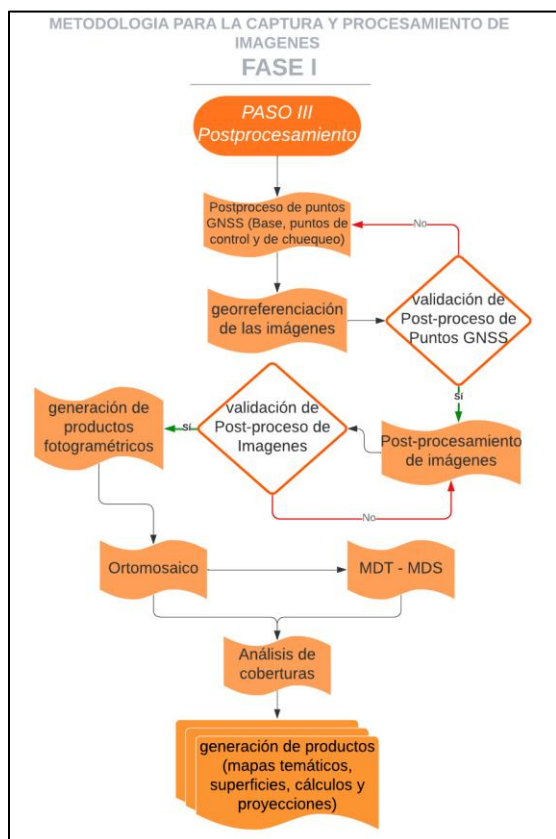 METODOLOGIA PARA LA CAPTURA Y PROCESAMIENTO DE
IMAGENES
FASE I
PASO III
Postprocesamiento
Postproceso de puntos
GNSS (Base, puntos de
control y de chuequeo)
No
georreferenciación
de las imágenes
validación de
Post-proceso de
Puntos GNSS
sí
generación de
productos
fotogramétricos
sí
validación de
Post-proceso de
Imagenes
Post-procesamiento
de imágenes
No
Ortomosaico
MDT - MDS
Análisis de
coberturas
generación de productos
(mapas temáticos,
superficies, cálculos y
proyecciones)